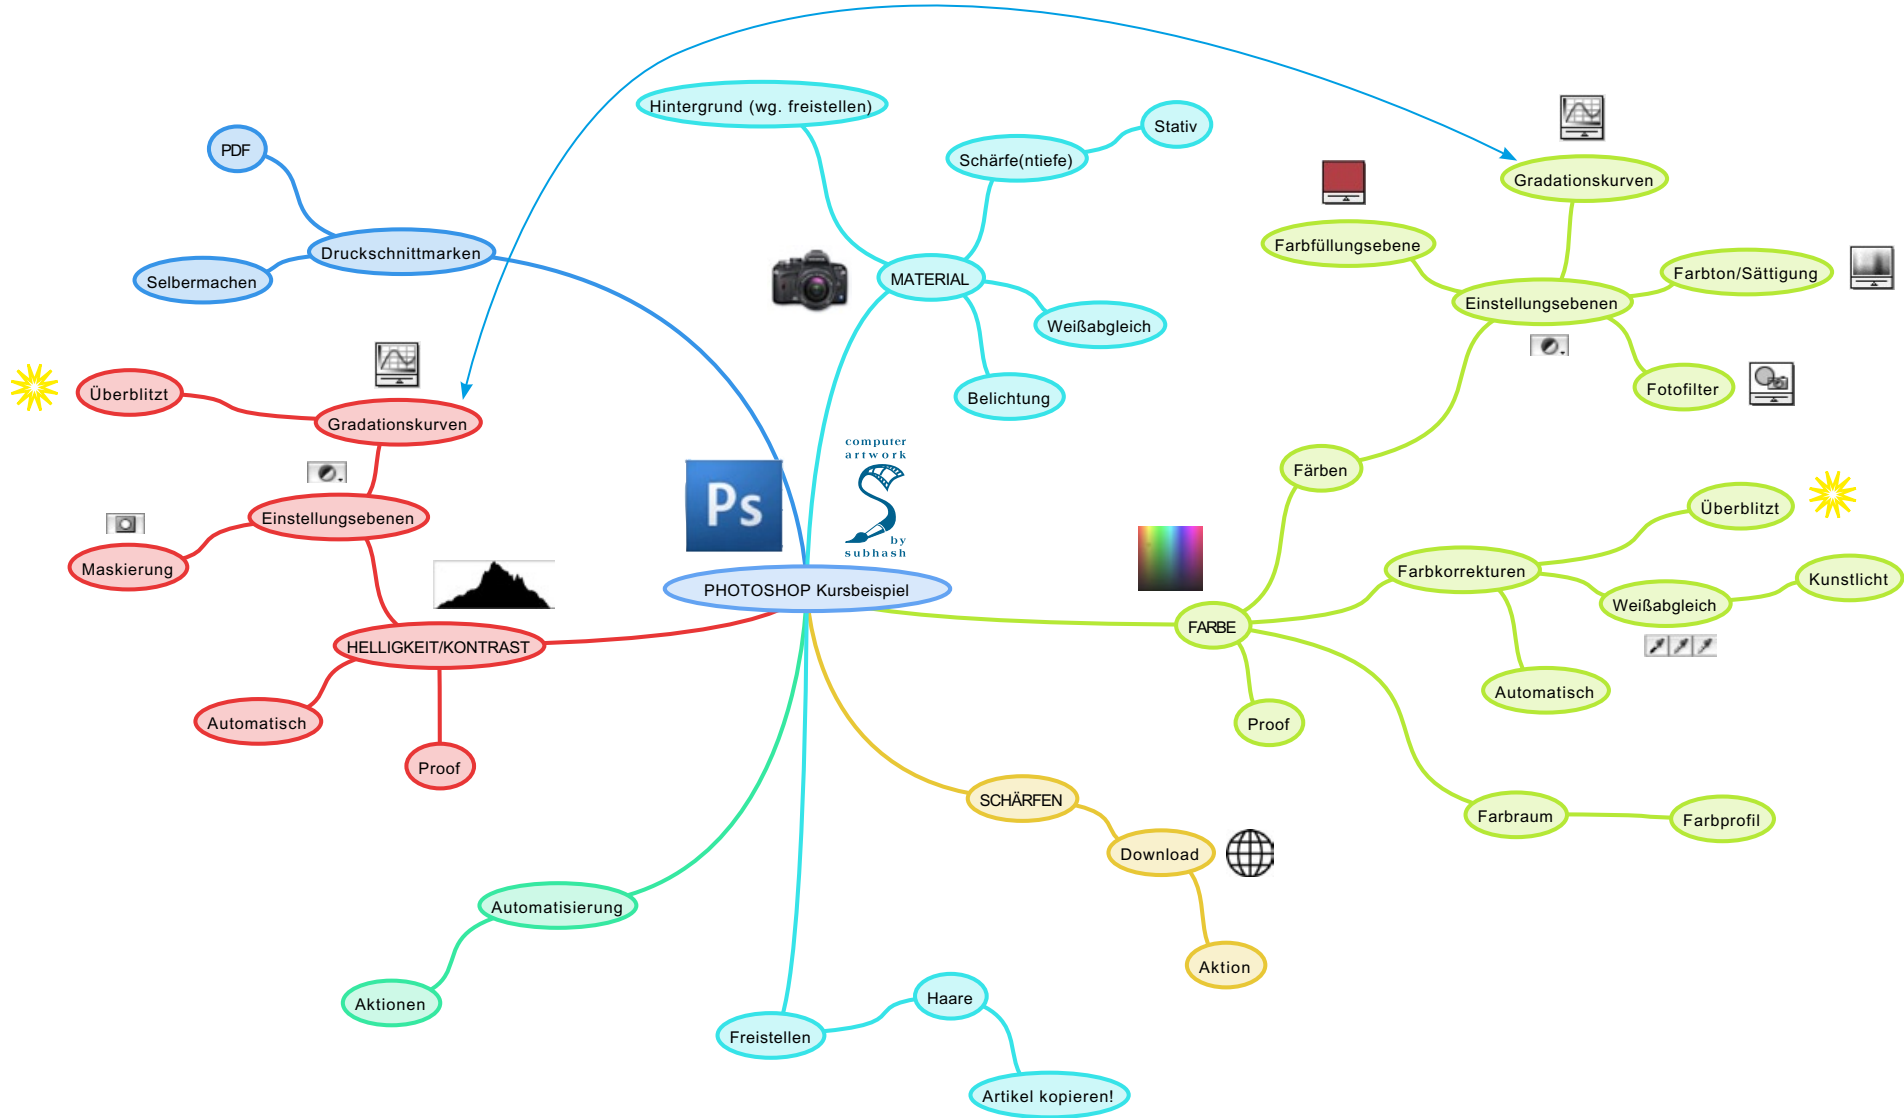 Hintergrund (wg. freistellen)
Stativ
Schärfe(ntiefe)
MATERIAL
Weißabgleich
Belichtung
PDF
Druckschnittmarken
Selbermachen
Gradationskurven
Farbfüllungsebene
Farbton/Sättigung
Einstellungsebenen
Fotofilter
Färben
Überblitzt
Gradationskurven
Einstellungsebenen
Maskierung
HELLIGKEIT/KONTRAST
Automatisch
Proof
Ps
computer
artwork
by
subhash
PHOTOSHOP Kursbeispiel
FARBE
Überblitzt
Farbkorrekturen
Kunstlicht
Weißabgleich
Automatisch
Proof
Farbraum
Farbprofil
SCHÄRFEN
Download
Aktion
Automatisierung
Aktionen
Haare
Freistellen
Artikel kopieren!